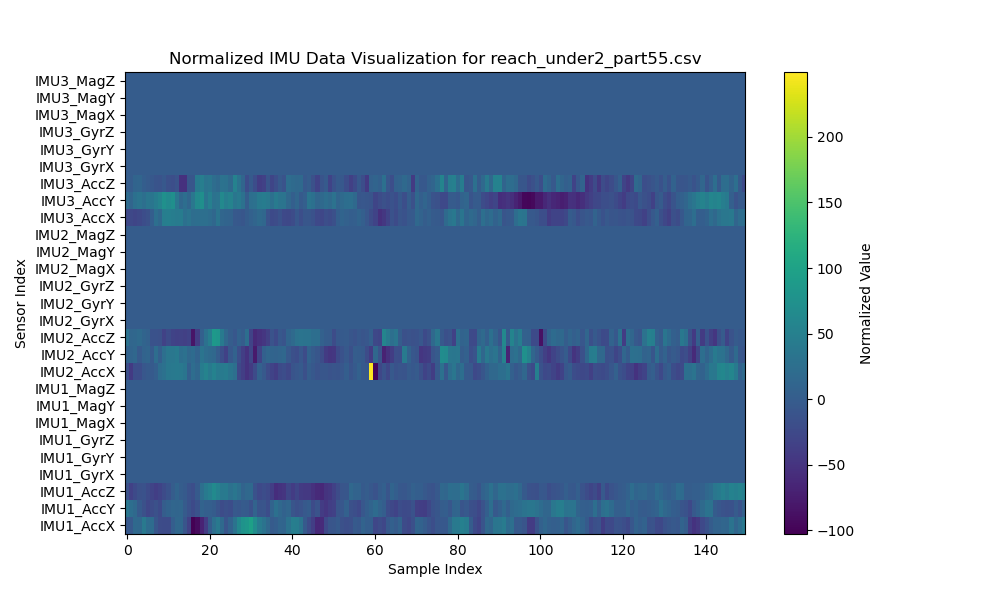 Normalized IMU Data Visualization for reach_under2_part55.csv
IMU3_MagZ
IMU3_MagY
IMU3_MagX
IMU3_GyrZ
IMU3_GyrY
IMU3_GyrX
IMU3_AccZ
IMU3_AccY
IMU3_AccX
IMU2_MagZ
IMU2_MagY
IMU2_MagX
IMU2_GyrZ
IMU2_GyrY
IMU2_GyrX
IMU2_AccZ
IMU2_AccY
IMU2_AccX
IMU1_MagZ
IMU1_MagY
IMU1_MagX
IMU1_GyrZ
IMU1_GyrY
IMU1_GyrX
IMU1_AccZ
IMU1_AccY
IMU1_AccX
Sensor Index
0 20 40 60 80 100 120 140
Sample Index
200
150
100
50
0
−50
−100
Normalized Value